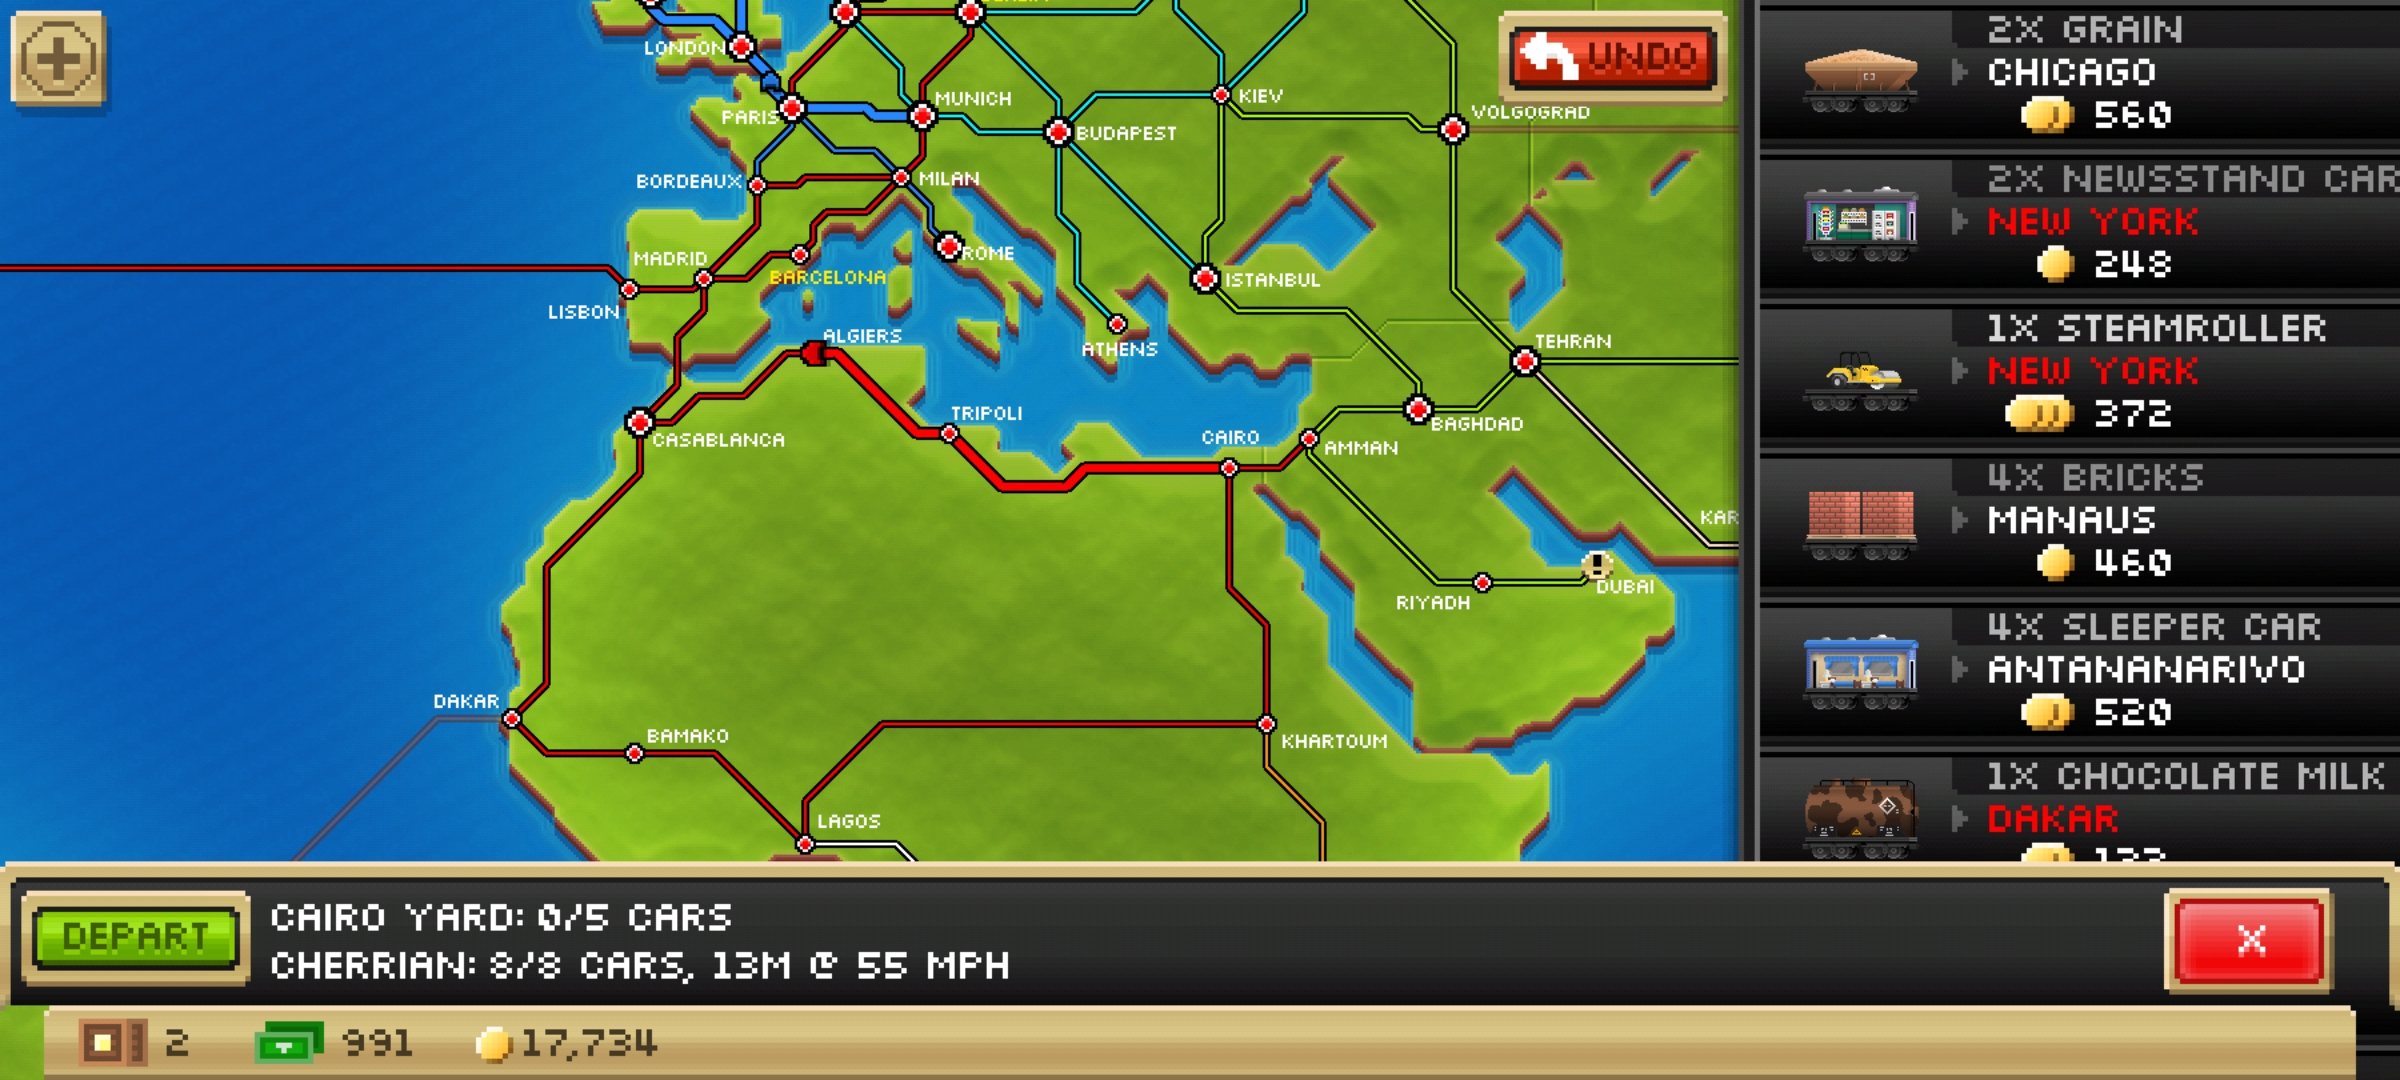 LONDON
UNDO
PARIS
MUNICH
KIEV
BUDAPEST
VOLGOGRAD
BORDEAUX
MILAN
MADRID
ROME
BARCELONA
ISTANBUL
LISBON
ALGIERS
ATHENS
TEHRAN
TRIPOLI
CASABLANCA
CAIRO
AMMAN
BAGHDAD
KAR
RIYADH
DUBAI
DAKAR
BAMAKO
KHARTOUM
LAGOS
2X GRAIN
CHICAGO
560
2X NEWSSTAND CAR
NEW YORK
248
1X STEAMROLLER
NEW YORK
372
4X BRICKS
MANAUS
460
4X SLEEPER CAR
ANTANANARIVO
520
1X CHOCOLATE MILK
DAKAR
DEPART
CAIRO YARD: 0/5 CARS
CHERRIAN: 8/8 CARS, 13M @ 55 MPH
X
2
991
17,734